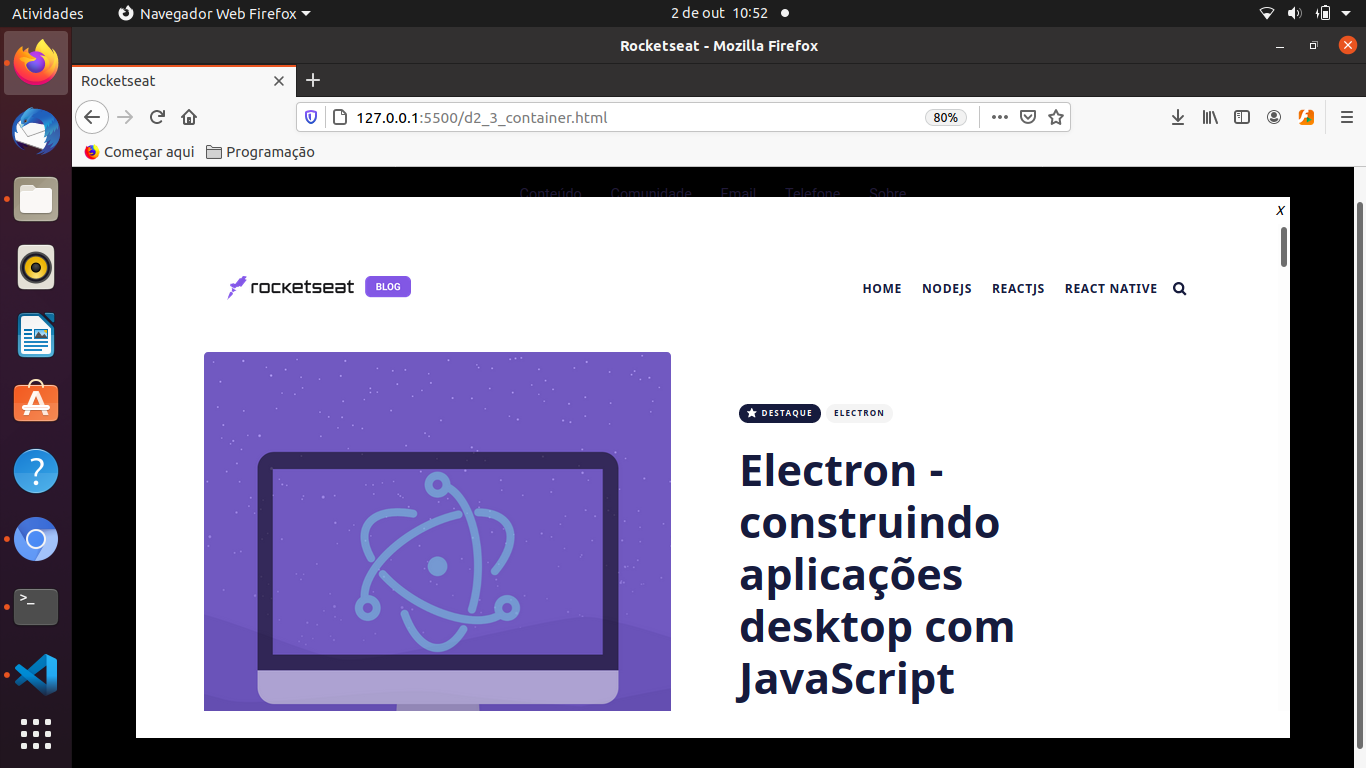 Atividades
Navegador Web Firefox
2 de out 10:52
Rocketseat - Mozilla Firefox
Rocketseat
127.0.0.1:5500/d2_3_container.html
80%
Começar aqui
Programação
Conteúdo Comunidade Email Telefone Sobre
X
rocketseat BLOG
HOME NODEJS REACTJS REACT NATIVE
DESTAQUE ELECTRON
Electron -
construindo
aplicações
desktop com
JavaScript